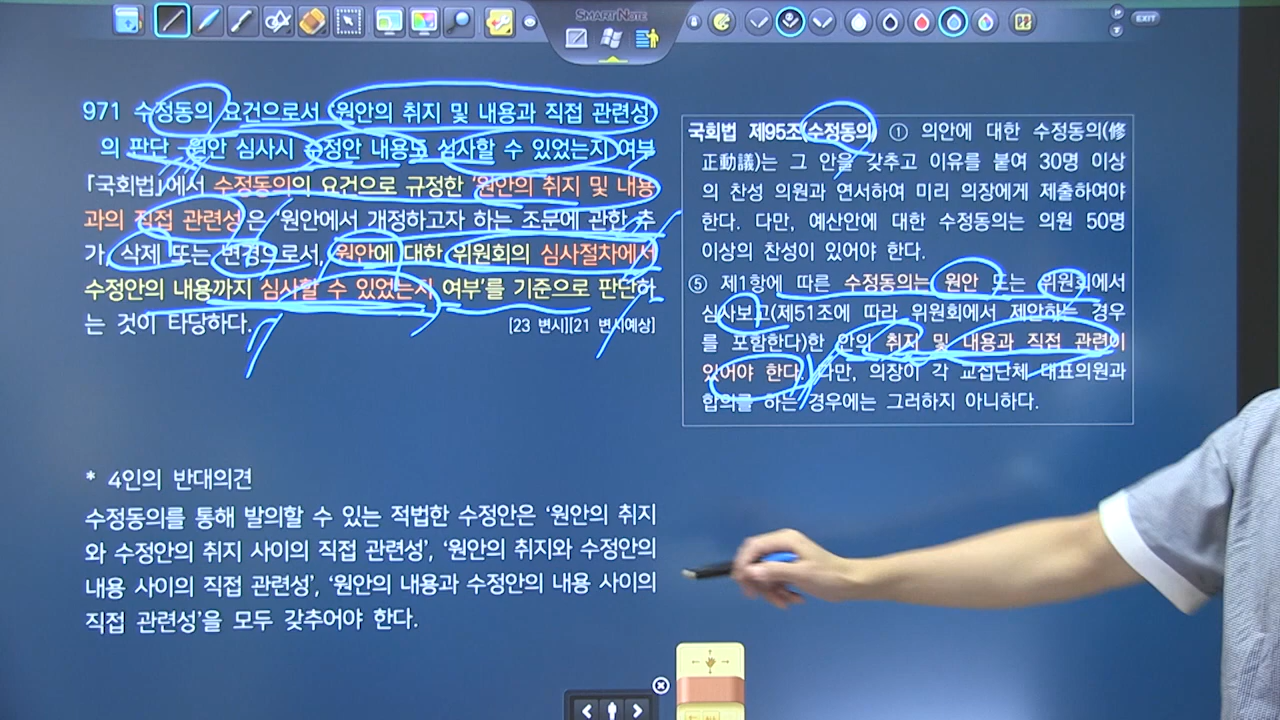 SMART NOTE
EXIT
971 수정동의 요건으로서 '원안의 취지 및 내용과 직접 관련성'
의 판단 -원안 심사시 수정안 내용도 심사할 수 있었는지 여부
「국회법」에서 수정동의의 요건으로 규정한 '원안의 취지 및 내용
과의 직접 관련성'은 '원안에서 개정하고자 하는 조문에 관한 추
가, 삭제 또는 변경으로서, 원안에 대한 위원회의 심사절차에서
수정안의 내용까지 심사할 수 있었는지 여부'를 기준으로 판단하
는 것이 타당하다.
[23 변시][21 변시예상]
* 4인의 반대의견
수정동의를 통해 발의할 수 있는 적법한 수정안은 '원안의 취지
와 수정안의 취지 사이의 직접 관련성', '원안의 취지와 수정안의
내용 사이의 직접 관련성', '원안의 내용과 수정안의 내용 사이의
직접 관련성'을 모두 갖추어야 한다.
국회법 제95조(수정동의) ① 의안에 대한 수정동의(修
正動議)는 그 안을 갖추고 이유를 붙여 30명 이상
의 찬성 의원과 연서하여 미리 의장에게 제출하여야
한다. 다만, 예산안에 대한 수정동의는 의원 50명
이상의 찬성이 있어야 한다.
⑤ 제1항에 따른 수정동의는 원안 또는 위원회에서
심사보고(제51조에 따라 위원회에서 제안하는 경우
를 포함한다)한 안의 취지 및 내용과 직접 관련이
있어야 한다. 다만, 의장이 각 교섭단체 대표의원과
합의를 하는 경우에는 그러하지 아니하다.